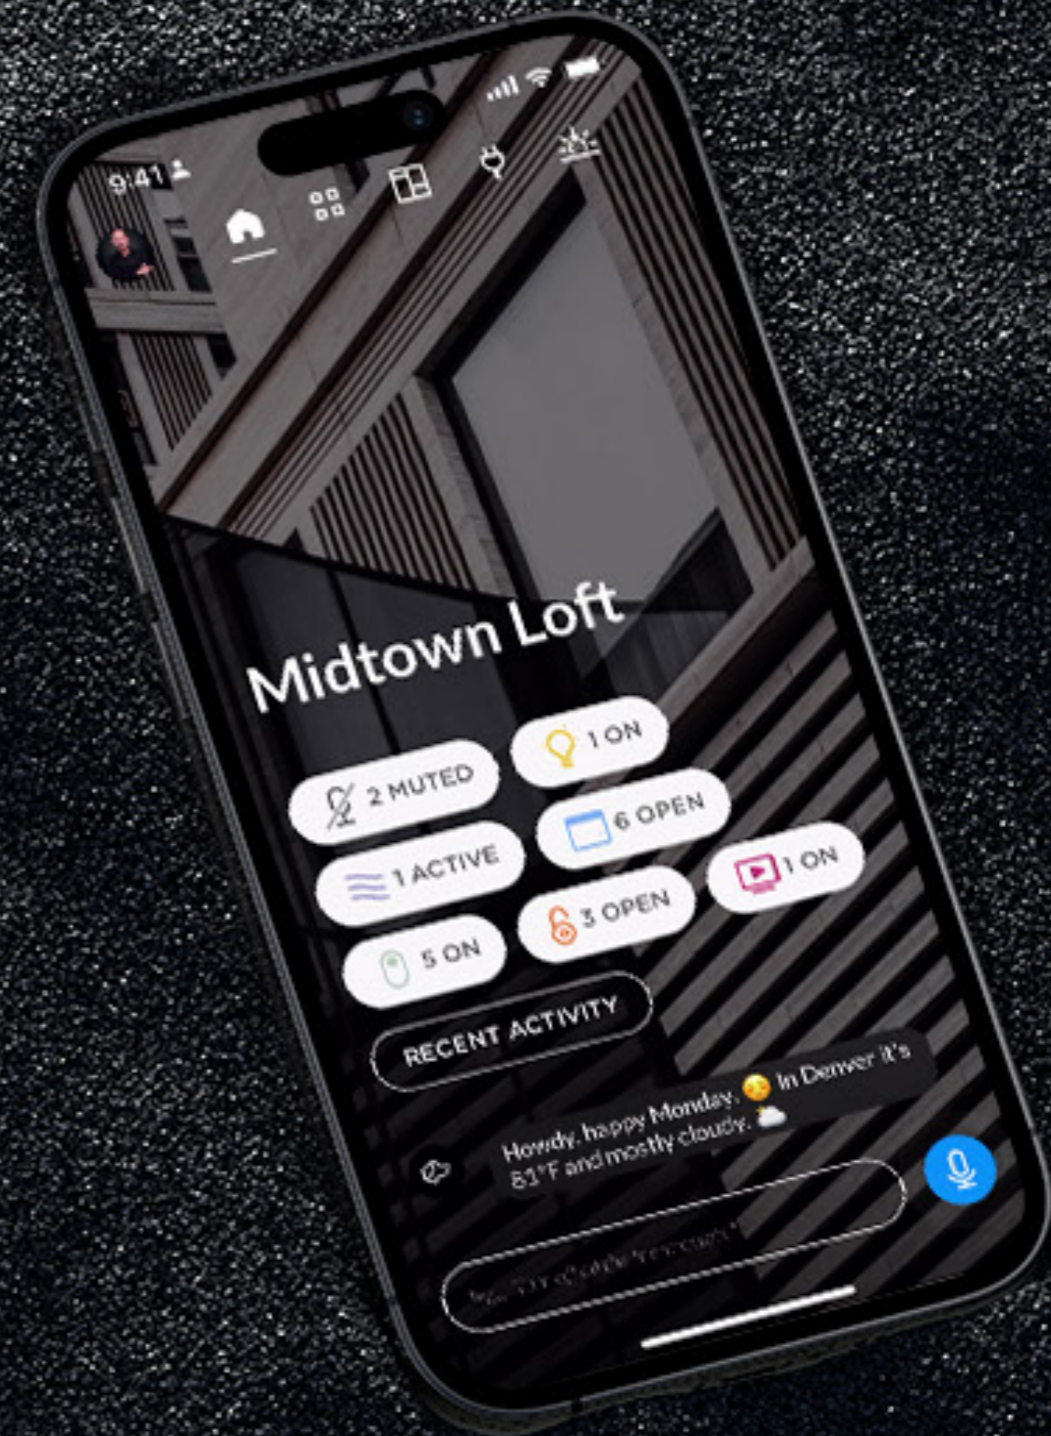 9:41
Midtown Loft
2 MUTED
1 ON
1 ACTIVE
6 OPEN
5 ON
3 OPEN
1 ON
RECENT ACTIVITY
Howdy, happy Monday. 😌 In Denver it's
81°F and mostly cloudy. 🌥️